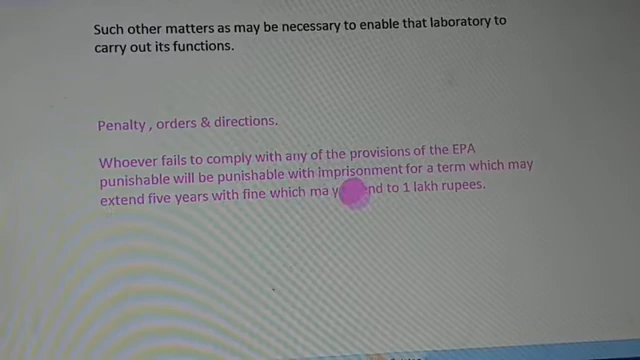 Such other matters as may be necessary to enable that laboratory to
carry out its functions.
Penalty, orders & directions.
Whoever fails to comply with any of the provisions of the EPA
punishable will be punishable with imprisonment for a term which may
extend five years with fine which may to 1 lakh rupees.